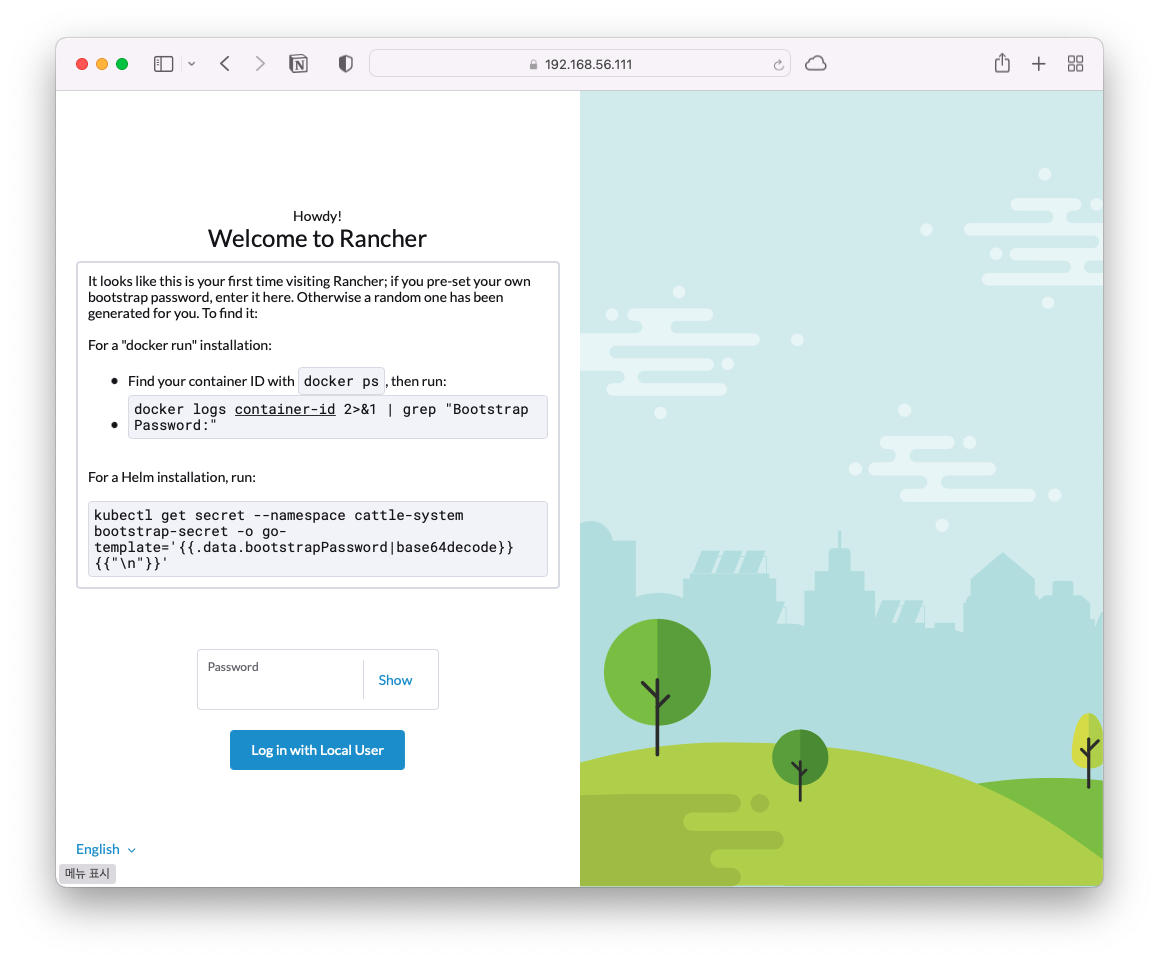 192.168.56.111
Howdy!
Welcome to Rancher
It looks like this is your first time visiting Rancher; if you pre-set your own
bootstrap password, enter it here. Otherwise a random one has been
generated for you. To find it:
For a "docker run" installation:
Find your container ID with docker ps, then run:
docker logs container-id 2>&1 | grep "Bootstrap
Password:"
For a Helm installation, run:
kubectl get secret --namespace cattle-system
bootstrap-secret -o go-
template='{{.data.bootstrapPassword|base64decode}}
{{"\n"}}'
Password
Show
Log in with Local User
English
메뉴 표시